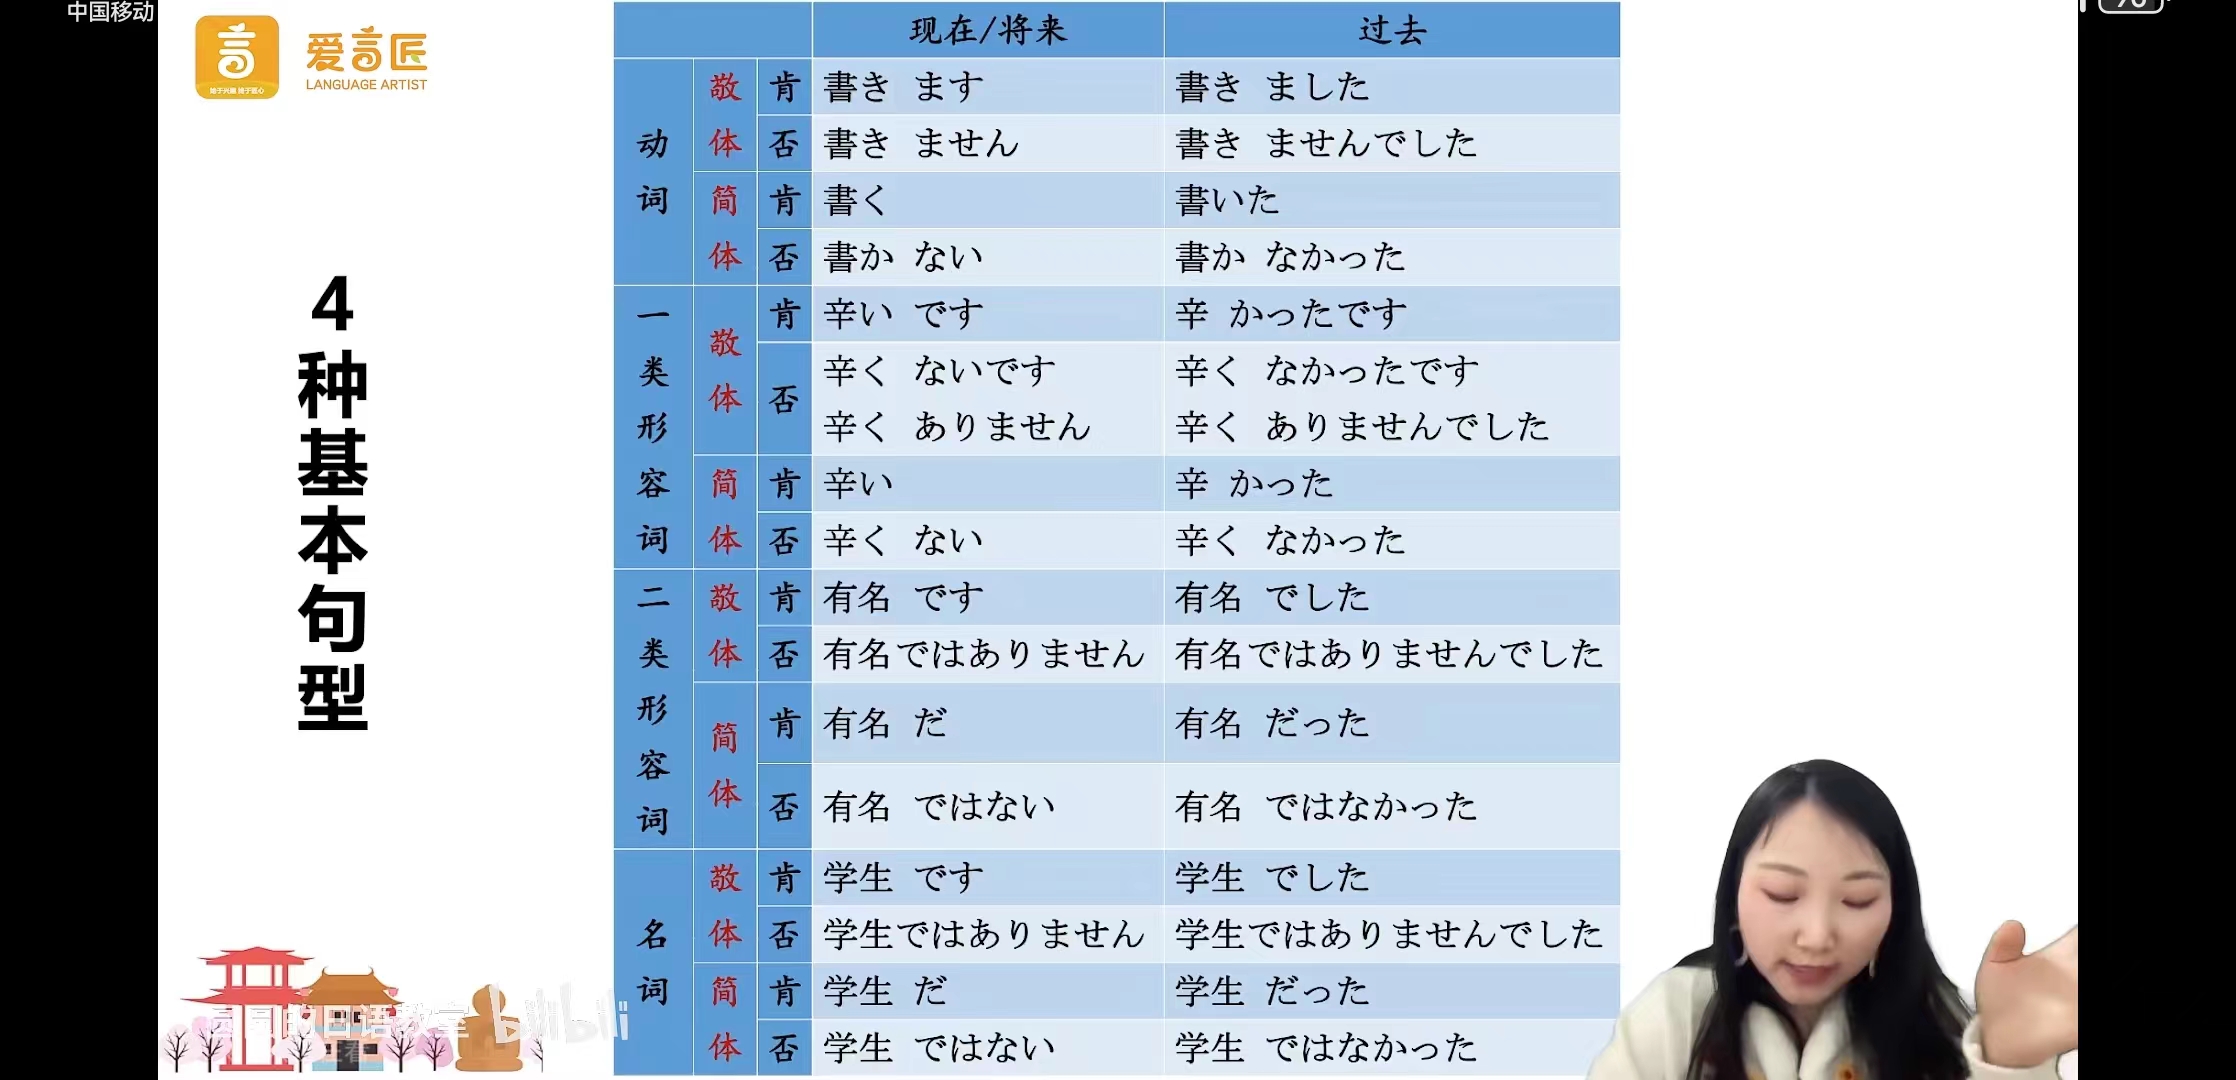 中国移动
爱言匠
LANGUAGE ARTIST
4种基本句型
现在/将来 过去
动词 敬体 肯 書き ます 書き ました
否 書き ません 書き ませんでした
简体 肯 書く 書いた
否 書か ない 書か なかった
一类形容词 敬体 肯 辛い です 辛 かったです
否 辛く ないです 辛く なかったです
辛く ありません 辛く ありませんでした
简体 肯 辛い 辛 かった
否 辛く ない 辛く なかった
二类形容词 敬体 肯 有名 です 有名 でした
否 有名ではありません 有名ではありませんでした
简体 肯 有名 だ 有名 だった
否 有名 ではない 有名 ではなかった
名词 敬体 肯 学生 です 学生 でした
否 学生ではありません 学生ではありませんでした
简体 肯 学生 だ 学生 だった
否 学生 ではない 学生 ではなかった
的日语教室 bilibili